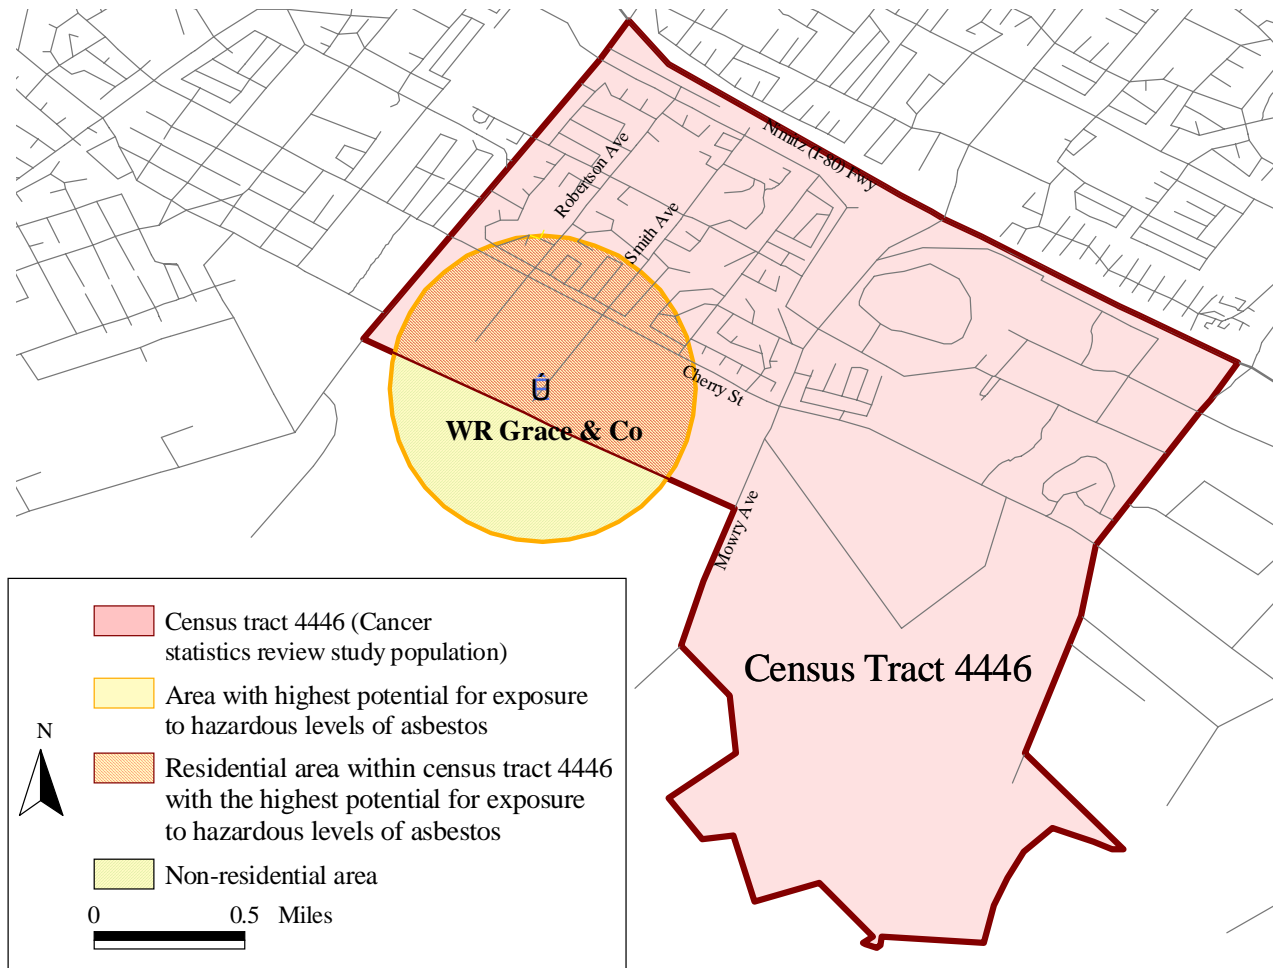 Nimitz (I-80) Fwy
Robertson Ave
Smith Ave
Cherry St
WR Grace & Co
Mowry Ave
Census Tract 4446
Census tract 4446 (Cancer
statistics review study population)
Area with highest potential for exposure
to hazardous levels of asbestos
Residential area within census tract 4446
with the highest potential for exposure
to hazardous levels of asbestos
Non-residential area
N
0 0.5 Miles